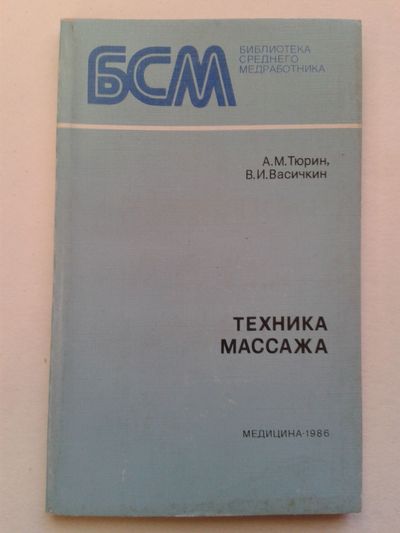 БСМ
БИБЛИОТЕКА
СРЕДНЕГО
МЕДРАБОТНИКА
А.М.Тюрин,
В.И.Васичкин
ТЕХНИКА
МАССАЖА
МЕДИЦИНА-1986